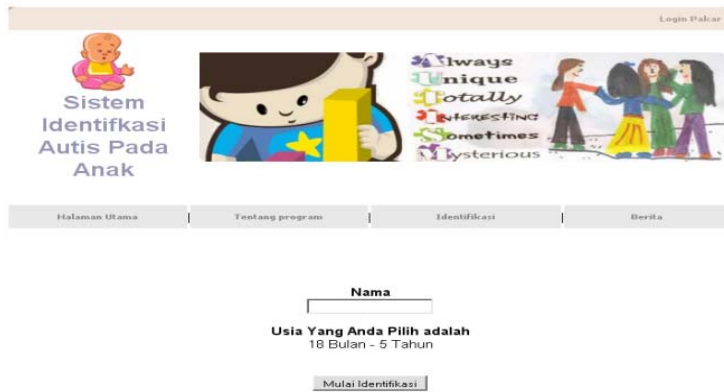 Login Pakar
Sistem
Identifkasi
Autis Pada
Anak
Always
Unique
Totally
INTERESTING
Sometimes
Mysterious
Halaman Utama | Tentang program | Identifikasi | Berita
Nama
Usia Yang Anda Pilih adalah
18 Bulan - 5 Tahun
Mulai Identifikasi